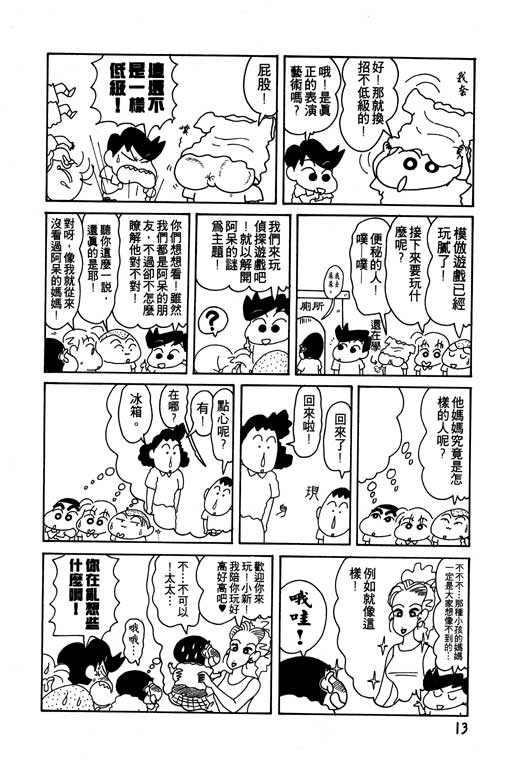 我套
好！那就換
招不低級的！
哦！是真
正的表演
藝術嗎？
屁股！
這還不
是一樣
低級！
模倣遊戲已經
玩膩了！
接下來要玩什
麼呢？
還在學
便秘的人！
噗！噗！
廁所
我們來玩
偵探遊戲吧
！就以解開
阿呆的謎
為主題！
？
你們想想看！雖然
我們都是阿呆的朋
友，不過卻不怎麼
瞭解他對不對！
聽你這麼一說，
還真的是耶！
對呀，像我就從來
沒看過阿呆的媽媽！
他媽媽究竟是怎
樣的人呢？
回來了！
回來啦！
現
身
點心呢？
有！
在哪？
冰箱。
不不不…那種小孩的媽媽
一定是大家想像不到的…
例如就像這
樣！
哦哇！
歡迎你來
玩！小新！
我陪你玩好
高好高吧♥
不…不可以
！太太…
哦…
你在亂想些
什麼啊！
13